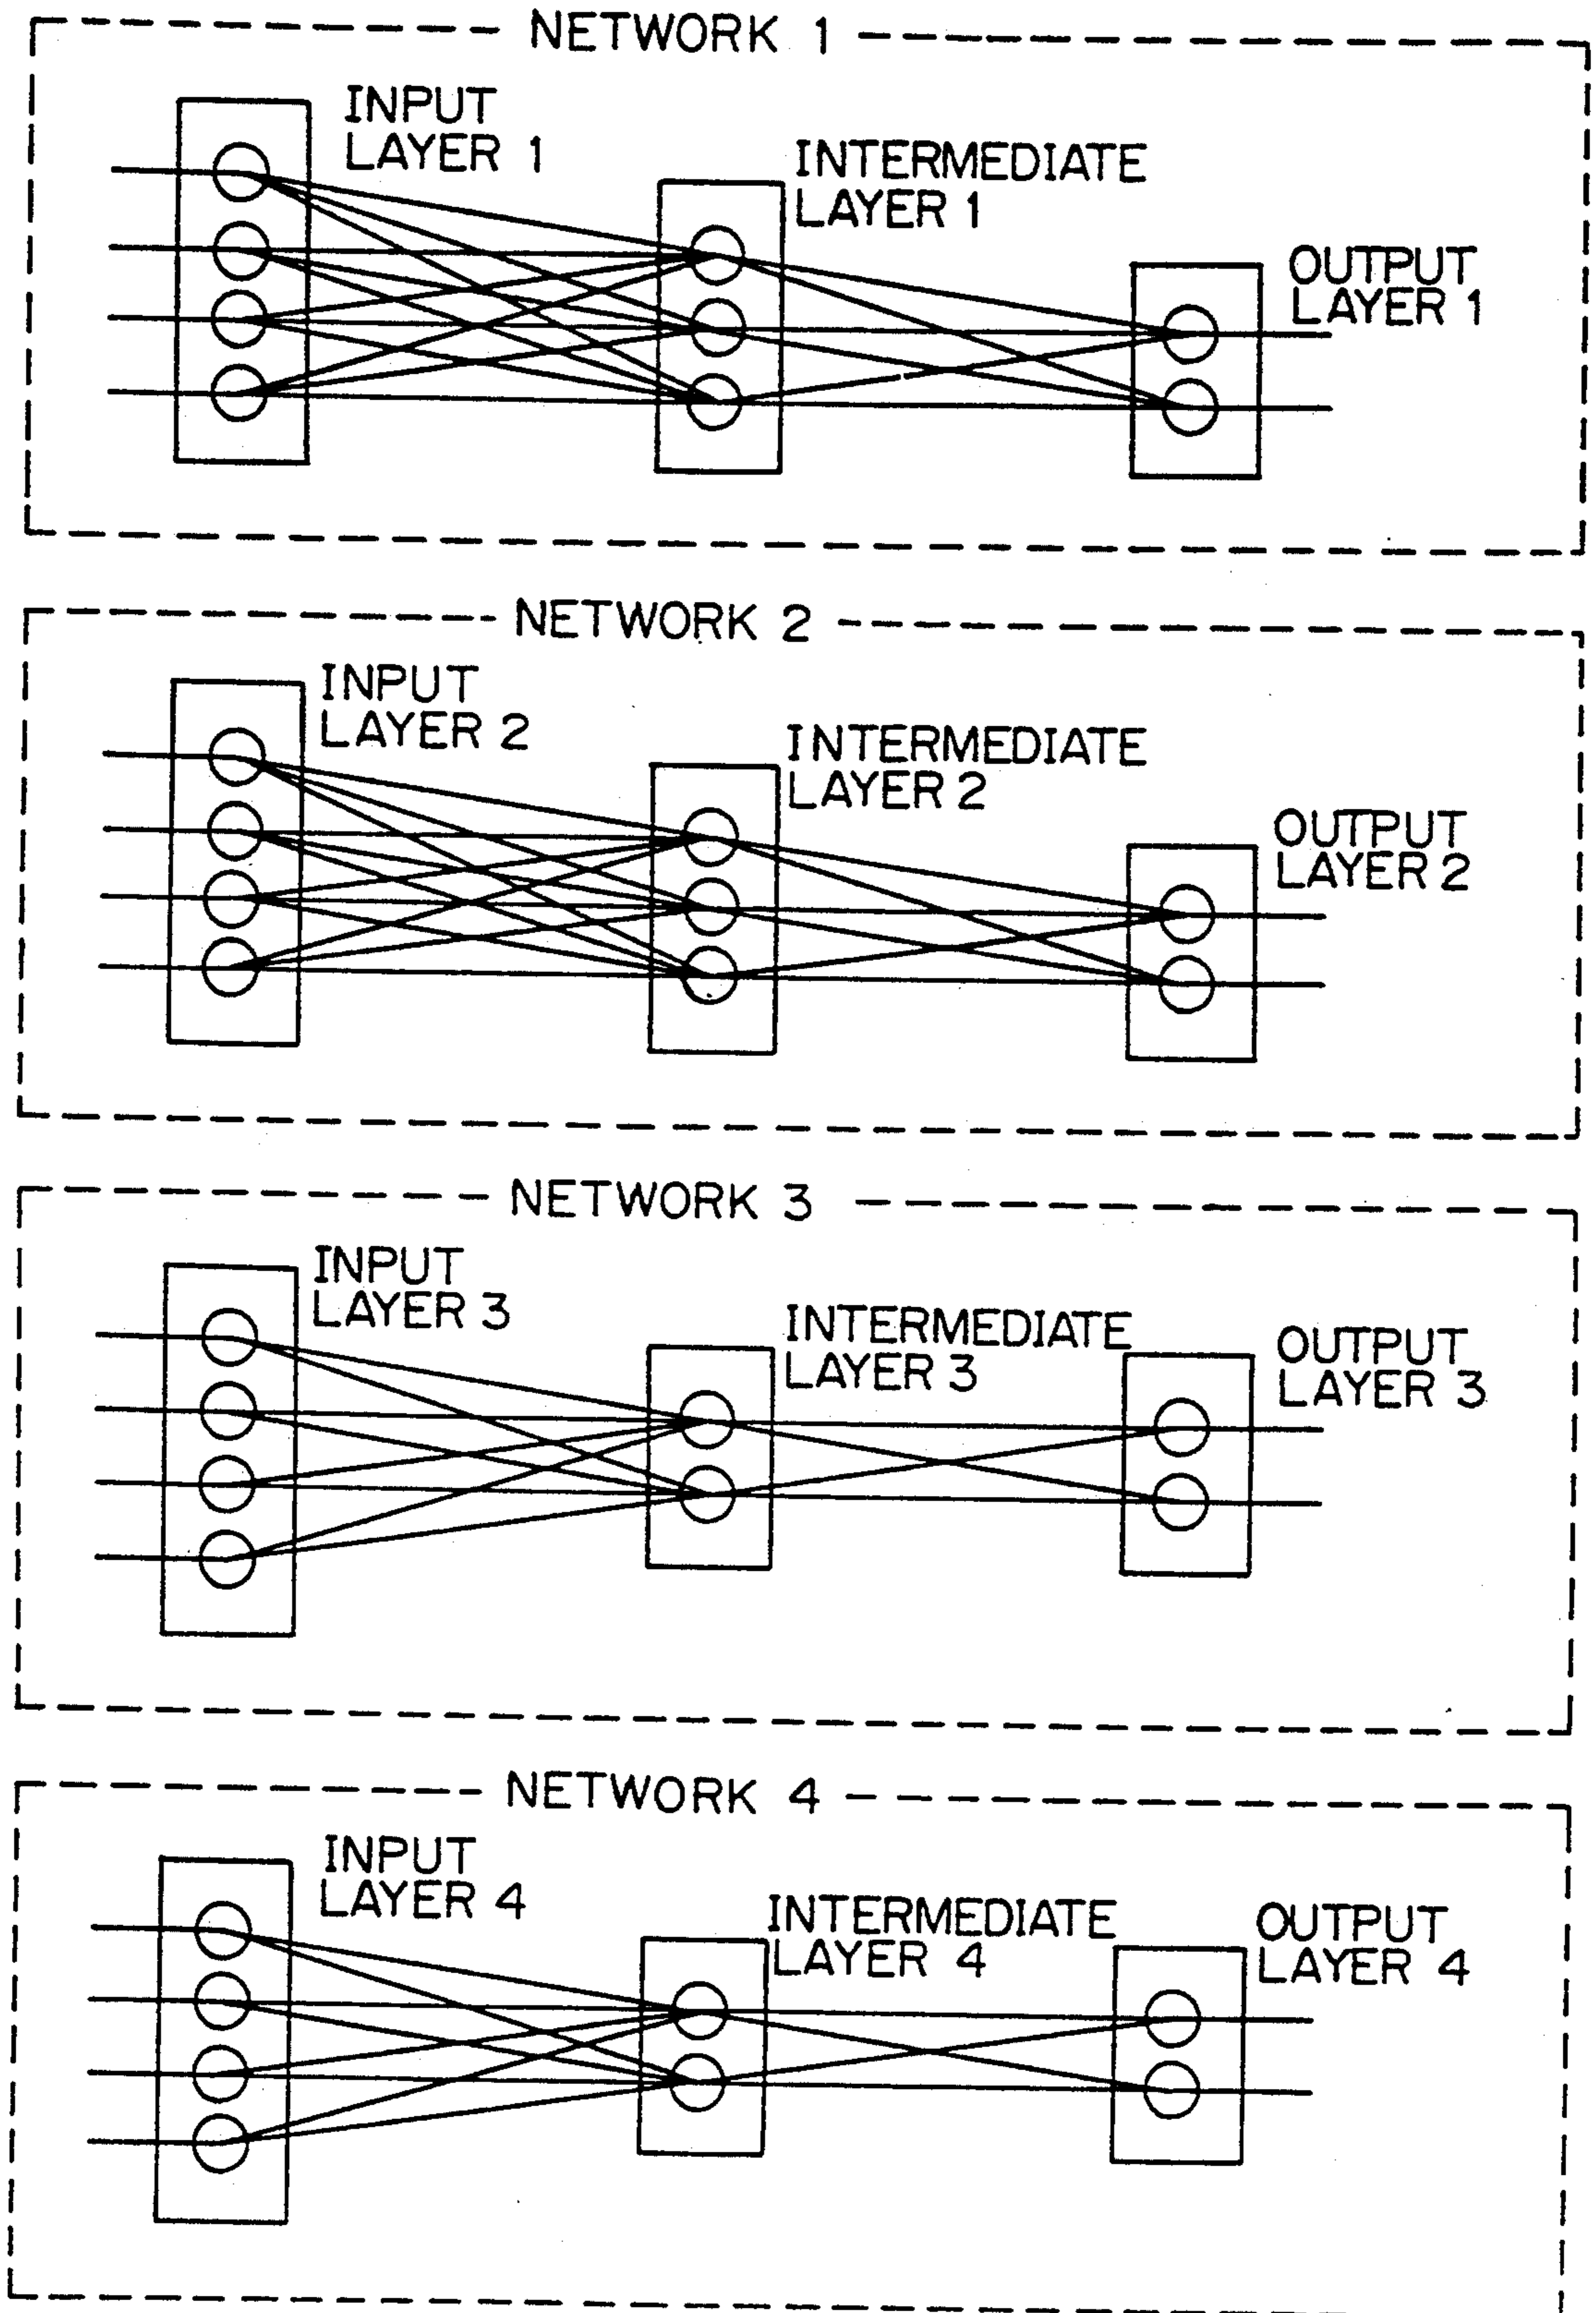 NETWORK 1
INPUT
LAYER 1
INTERMEDIATE
LAYER 1
OUTPUT
LAYER 1
NETWORK 2
INPUT
LAYER 2
INTERMEDIATE
LAYER 2
OUTPUT
LAYER 2
NETWORK 3
INPUT
LAYER 3
INTERMEDIATE
LAYER 3
OUTPUT
LAYER 3
NETWORK 4
INPUT
LAYER 4
INTERMEDIATE
LAYER 4
OUTPUT
LAYER 4